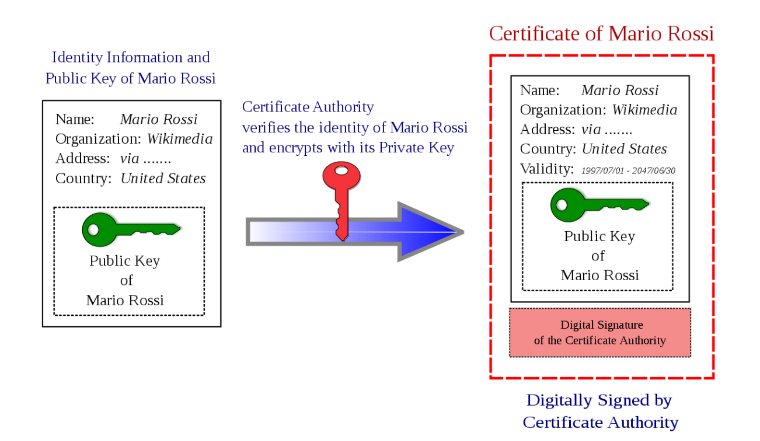 Identity Information and
Public Key of Mario Rossi
Name: Mario Rossi
Organization: Wikimedia
Address: via .......
Country: United States
Public Key
of
Mario Rossi
Certificate Authority
verifies the identity of Mario Rossi
and encrypts with its Private Key
Certificate of Mario Rossi
Name: Mario Rossi
Organization: Wikimedia
Address: via .......
Country: United States
Validity: 1997/07/01 - 2047/06/30
Public Key
of
Mario Rossi
Digital Signature
of the Certificate Authority
Digitally Signed by
Certificate Authority